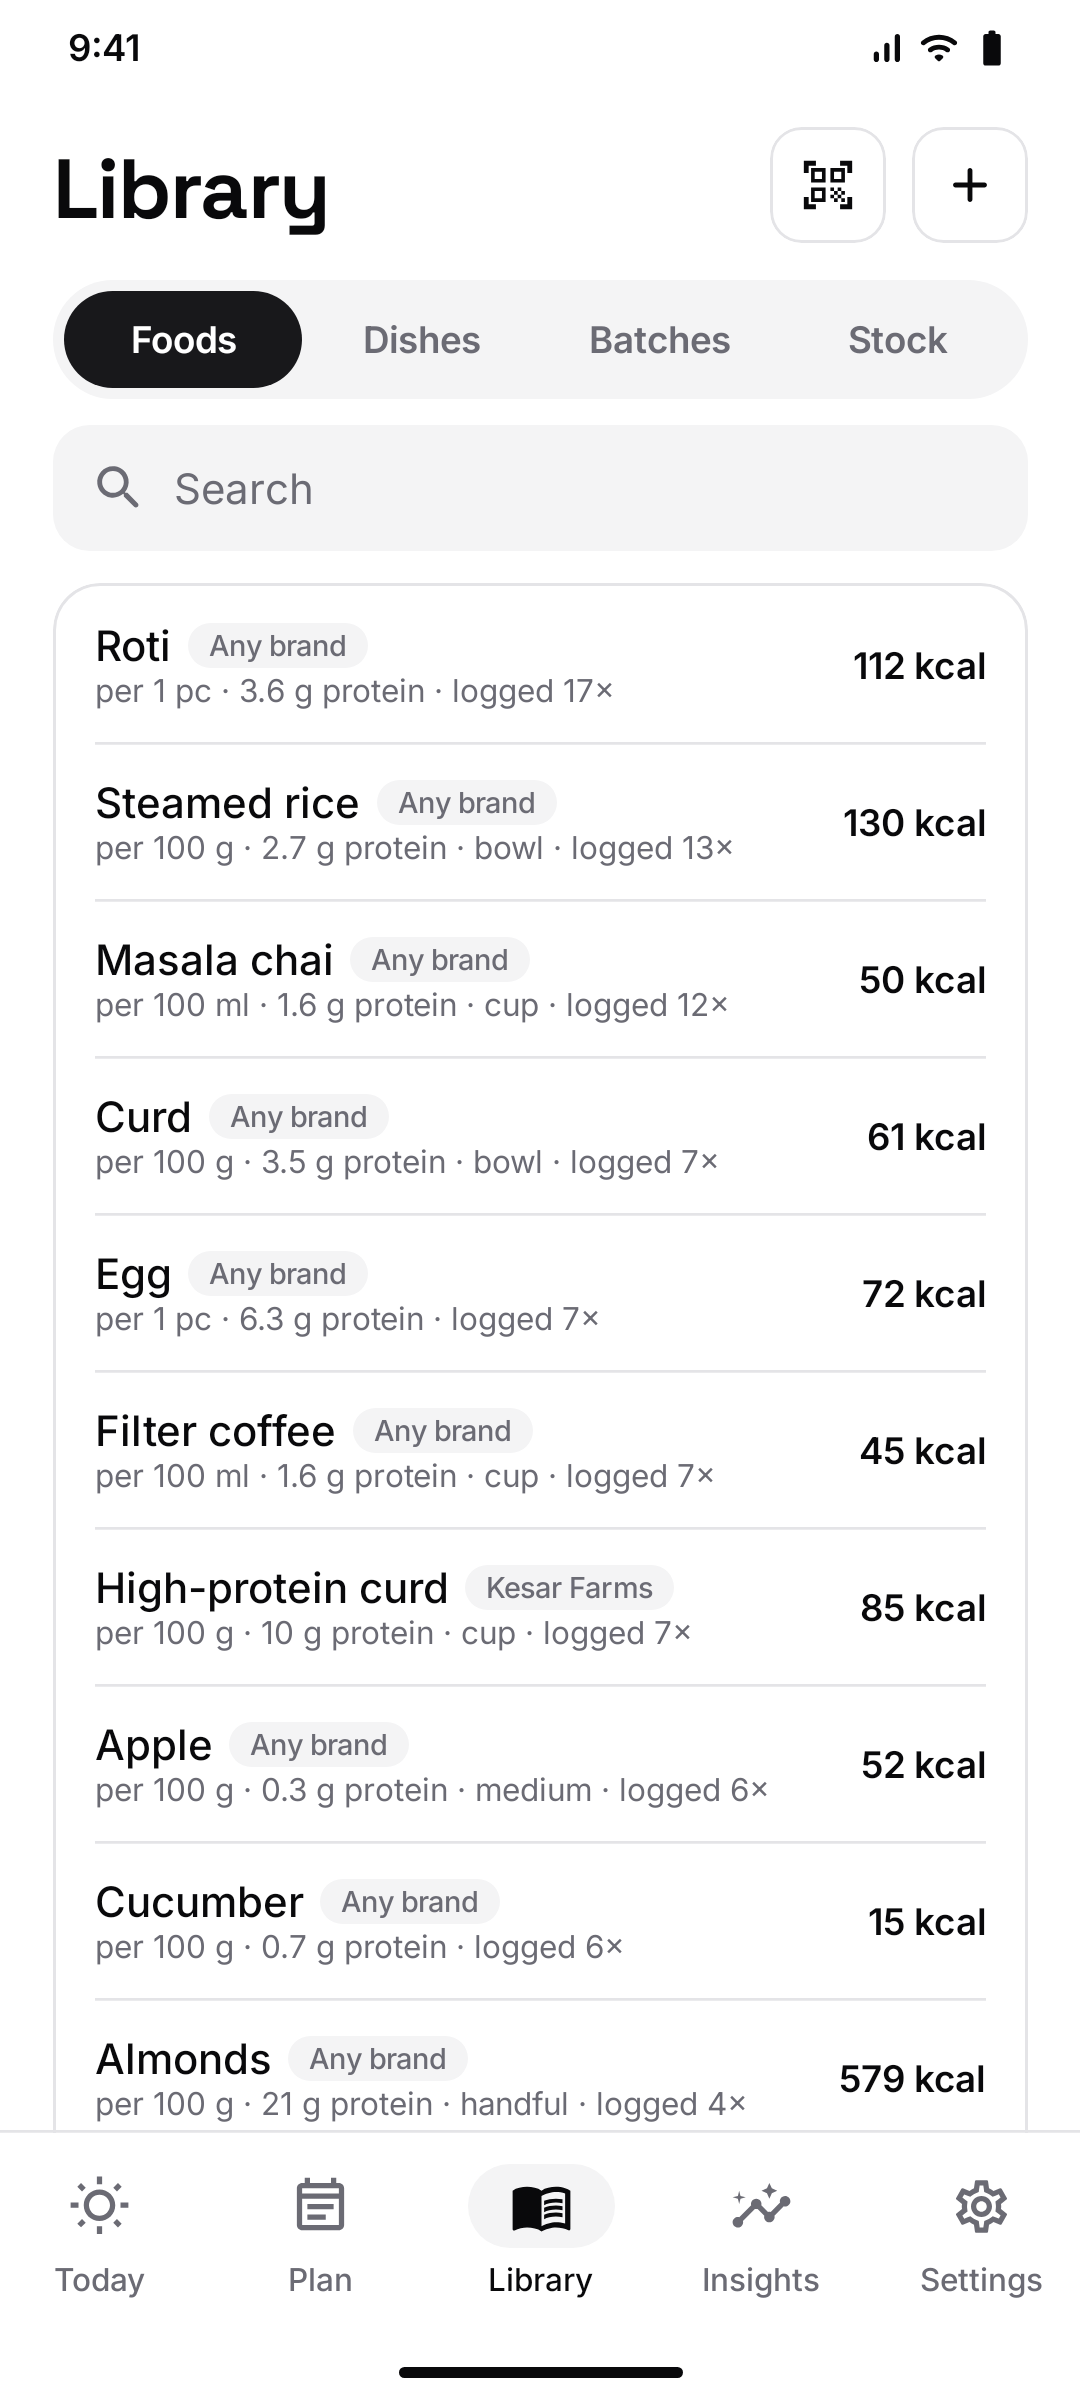 9:41
Library
Foods Dishes Batches Stock
Search
Roti Any brand
per 1 pc · 3.6 g protein · logged 17×
112 kcal
Steamed rice Any brand
per 100 g · 2.7 g protein · bowl · logged 13×
130 kcal
Masala chai Any brand
per 100 ml · 1.6 g protein · cup · logged 12×
50 kcal
Curd Any brand
per 100 g · 3.5 g protein · bowl · logged 7×
61 kcal
Egg Any brand
per 1 pc · 6.3 g protein · logged 7×
72 kcal
Filter coffee Any brand
per 100 ml · 1.6 g protein · cup · logged 7×
45 kcal
High-protein curd Kesar Farms
per 100 g · 10 g protein · cup · logged 7×
85 kcal
Apple Any brand
per 100 g · 0.3 g protein · medium · logged 6×
52 kcal
Cucumber Any brand
per 100 g · 0.7 g protein · logged 6×
15 kcal
Almonds Any brand
per 100 g · 21 g protein · handful · logged 4×
579 kcal
Today Plan Library Insights Settings